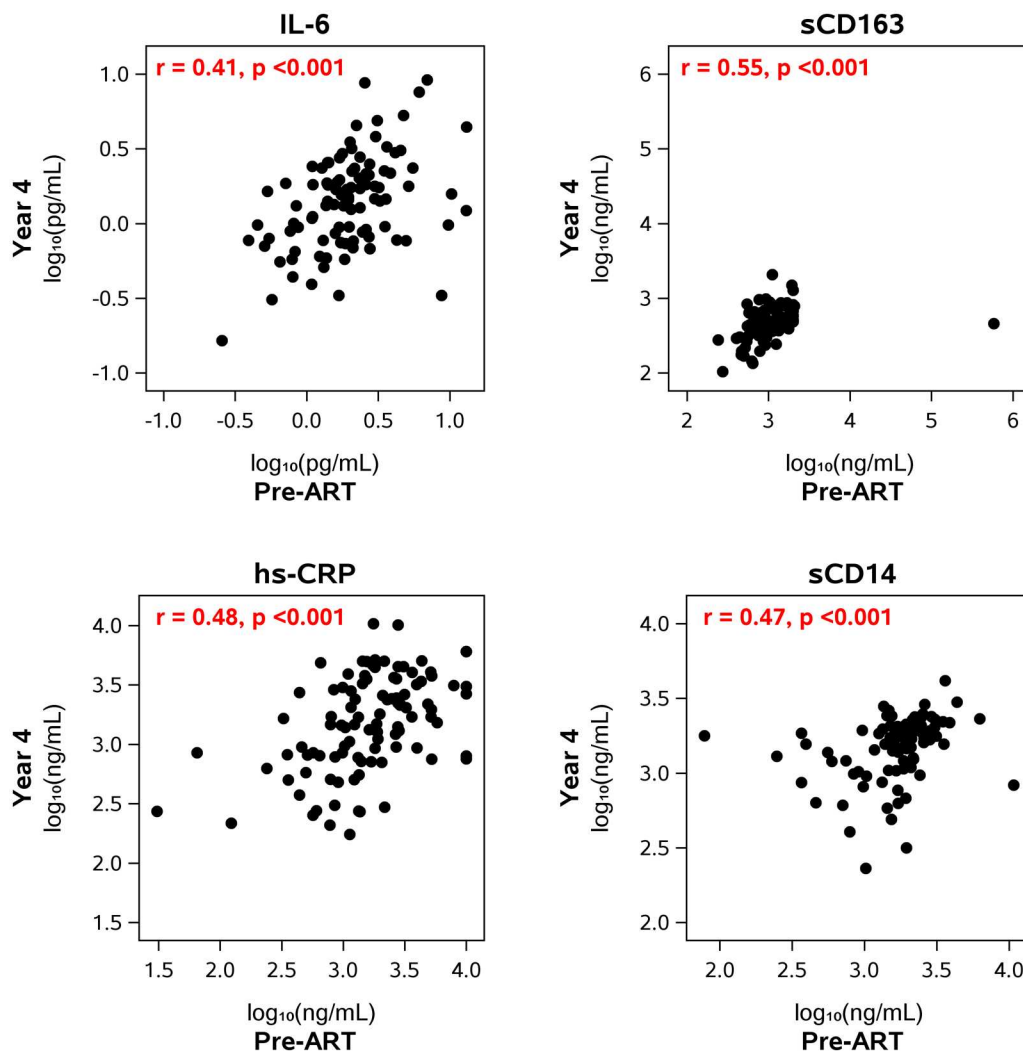 IL-6
r = 0.41, p <0.001
1.0
0.5
0.0
-0.5
-1.0
Year 4
log₁₀(pg/mL)
-1.0 -0.5 0.0 0.5 1.0
log₁₀(pg/mL)
Pre-ART
sCD163
r = 0.55, p <0.001
6
5
4
3
2
Year 4
log₁₀(ng/mL)
2 3 4 5 6
log₁₀(ng/mL)
Pre-ART
hs-CRP
r = 0.48, p <0.001
4.0
3.5
3.0
2.5
2.0
1.5
Year 4
log₁₀(ng/mL)
1.5 2.0 2.5 3.0 3.5 4.0
log₁₀(ng/mL)
Pre-ART
sCD14
r = 0.47, p <0.001
4.0
3.5
3.0
2.5
2.0
Year 4
log₁₀(ng/mL)
2.0 2.5 3.0 3.5 4.0
log₁₀(ng/mL)
Pre-ART